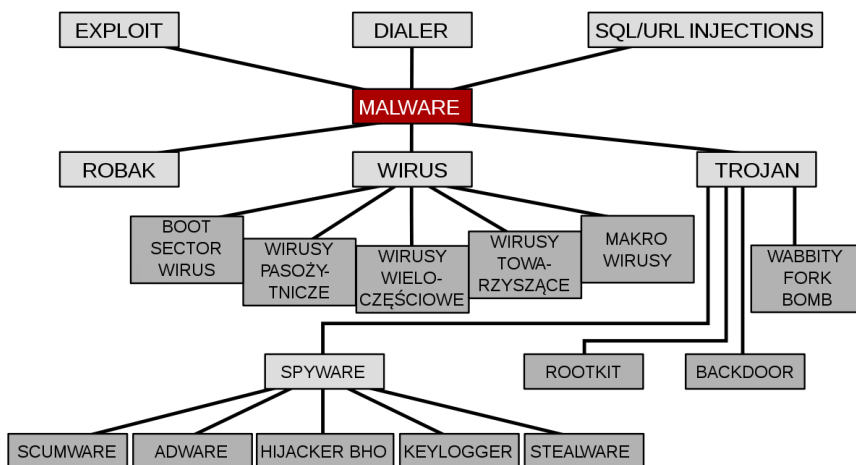 EXPLOIT
DIALER
SQL/URL INJECTIONS
MALWARE
ROBAK
WIRUS
TROJAN
BOOT
SECTOR
WIRUS
WIRUSY
PASOŻY-
TNICZE
WIRUSY
WIELO-
CZĘŚCIOWE
WIRUSY
TOWA-
RZYSZĄCE
MAKRO
WIRUSY
WABBITY
FORK
BOMB
SPYWARE
ROOTKIT
BACKDOOR
SCUMWARE
ADWARE
HIJACKER BHO
KEYLOGGER
STEALWARE